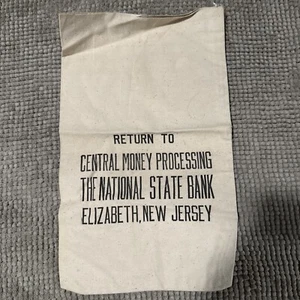 RETURN TO
CENTRAL MONEY PROCESSING
THE NATIONAL STATE BANK
ELIZABETH, NEW JERSEY